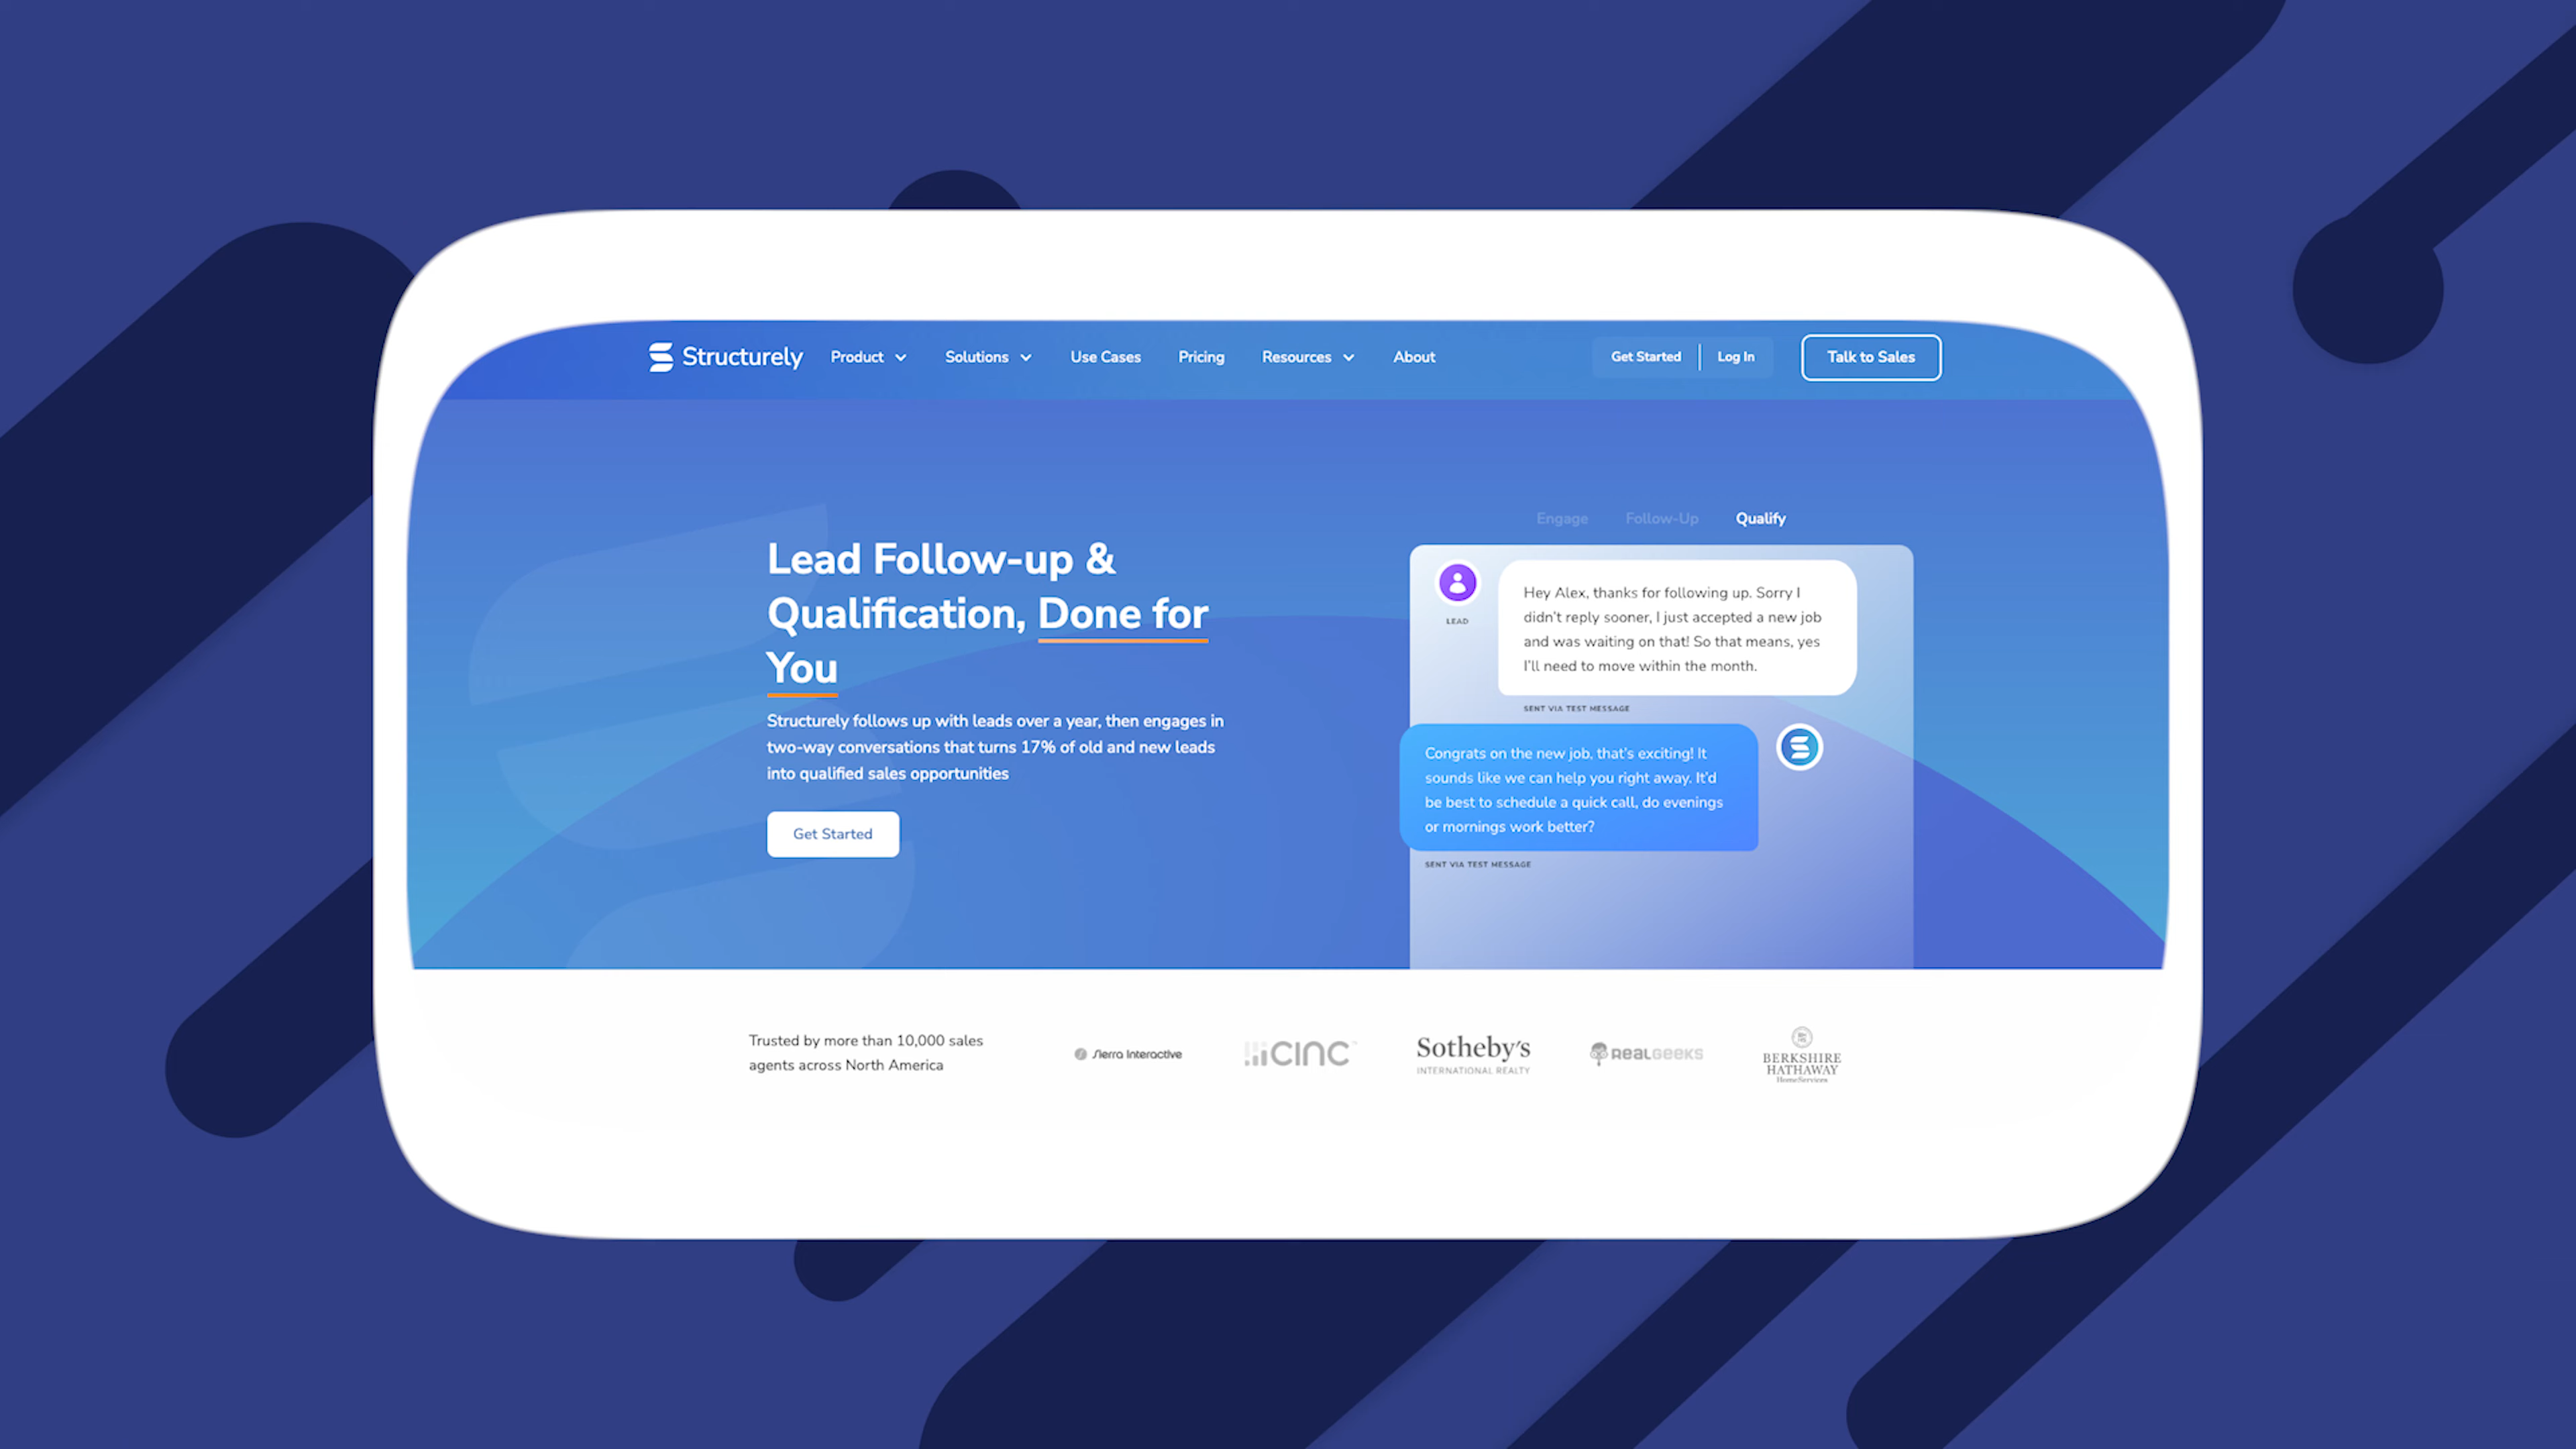 Structurely
Product
Solutions
Use Cases
Pricing
Resources
About
Get Started
Log In
Talk to Sales
Lead Follow-up &
Qualification, Done for
You
Structurely follows up with leads over a year, then engages in
two-way conversations that turns 17% of old and new leads
into qualified sales opportunities
Get Started
Engage
Follow-Up
Qualify
LEAD
Hey Alex, thanks for following up. Sorry I
didn't reply sooner, I just accepted a new job
and was waiting on that! So that means, yes
I'll need to move within the month.
SENT VIA TEST MESSAGE
Congrats on the new job, that's exciting! It
sounds like we can help you right away. It'd
be best to schedule a quick call, do evenings
or mornings work better?
SENT VIA TEST MESSAGE
Trusted by more than 10,000 sales
agents across North America
Sierra Interactive
CINC™
Sotheby's
INTERNATIONAL REALTY
REALGEEKS
BERKSHIRE
HATHAWAY
HomeServices